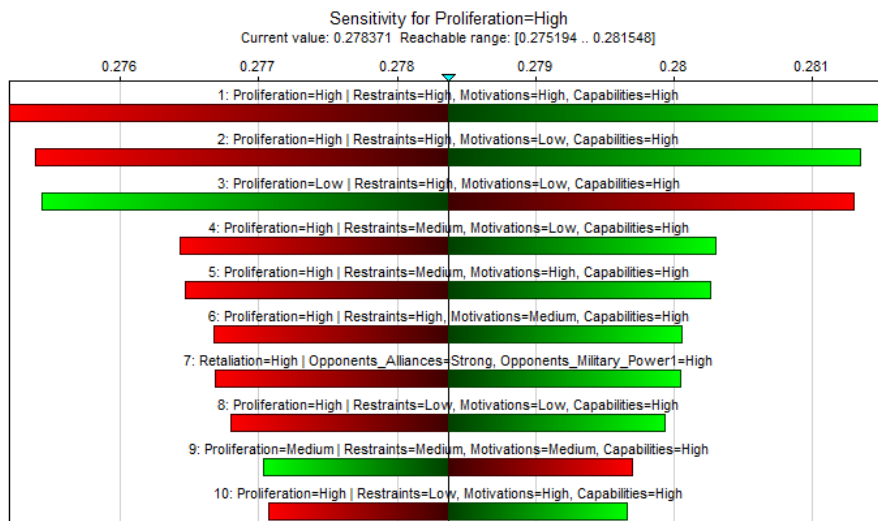 Sensitivity for Proliferation=High
Current value: 0.278371 Reachable range: [0.275194 .. 0.281548]
0.276 0.277 0.278 0.279 0.28 0.281
1: Proliferation=High | Restraints=High, Motivations=High, Capabilities=High
2: Proliferation=High | Restraints=High, Motivations=Low, Capabilities=High
3: Proliferation=Low | Restraints=High, Motivations=Low, Capabilities=High
4: Proliferation=High | Restraints=Medium, Motivations=Low, Capabilities=High
5: Proliferation=High | Restraints=Medium, Motivations=High, Capabilities=High
6: Proliferation=High | Restraints=High, Motivations=Medium, Capabilities=High
7: Retaliation=High | Opponents_Alliances=Strong, Opponents_Military_Power1=High
8: Proliferation=High | Restraints=Low, Motivations=Low, Capabilities=High
9: Proliferation=Medium | Restraints=Medium, Motivations=Medium, Capabilities=High
10: Proliferation=High | Restraints=Low, Motivations=High, Capabilities=High